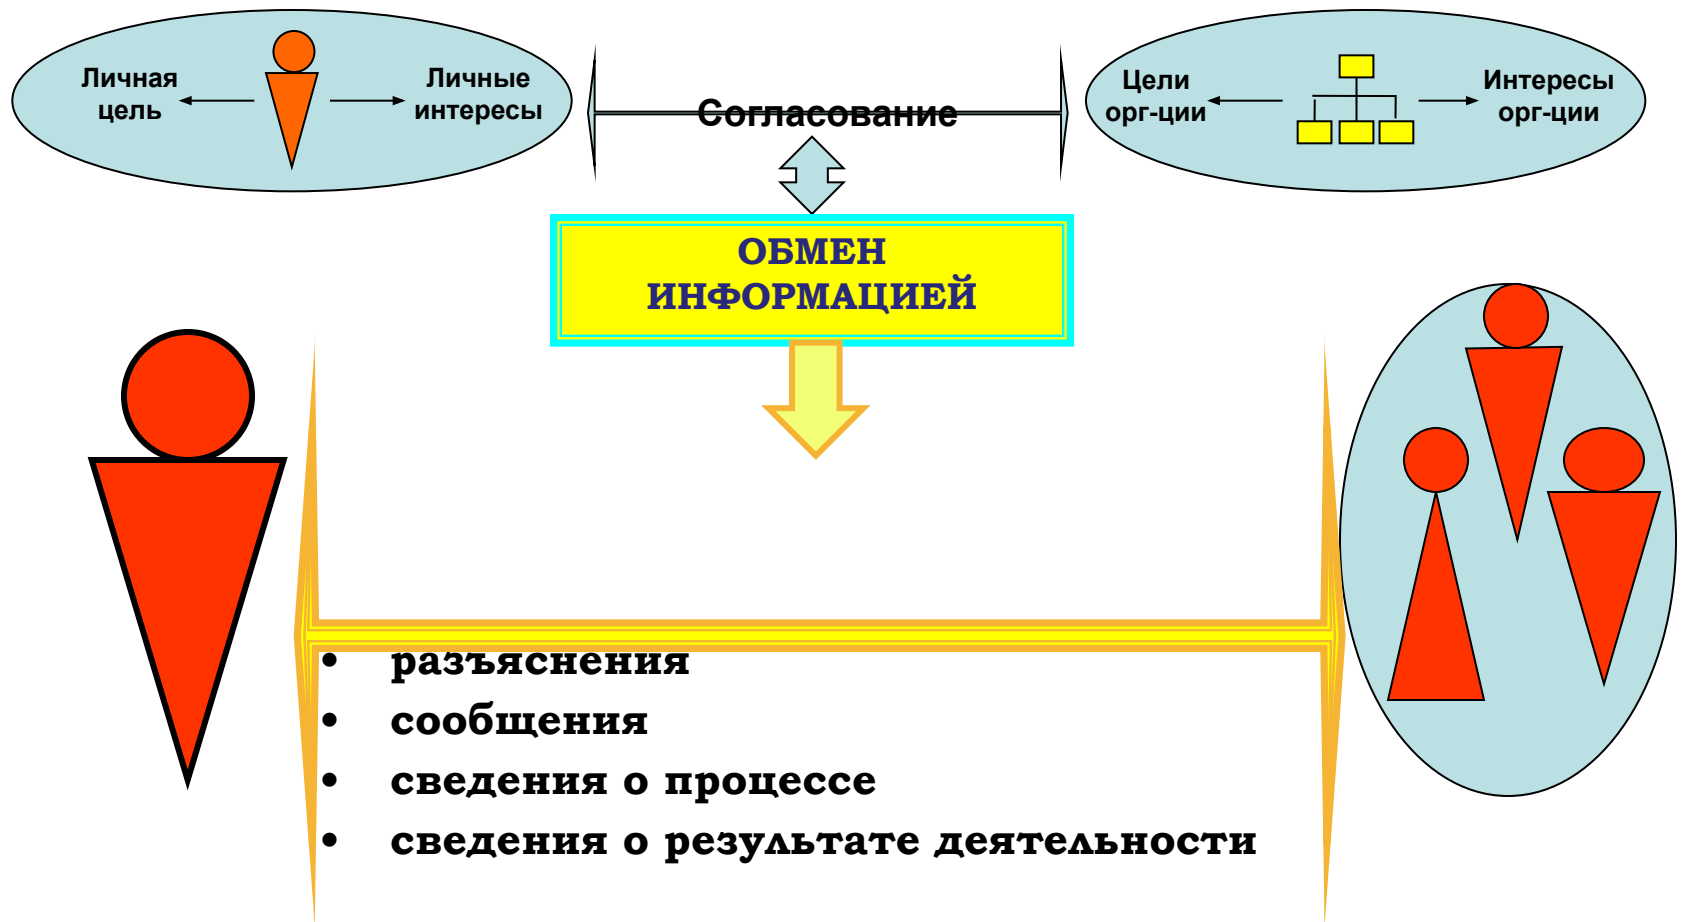 Личная
цель
Личные
интересы
Согласование
Цели
орг-ции
Интересы
орг-ции
ОБМЕН
ИНФОРМАЦИЕЙ
• разъяснения
• сообщения
• сведения о процессе
• сведения о результате деятельности